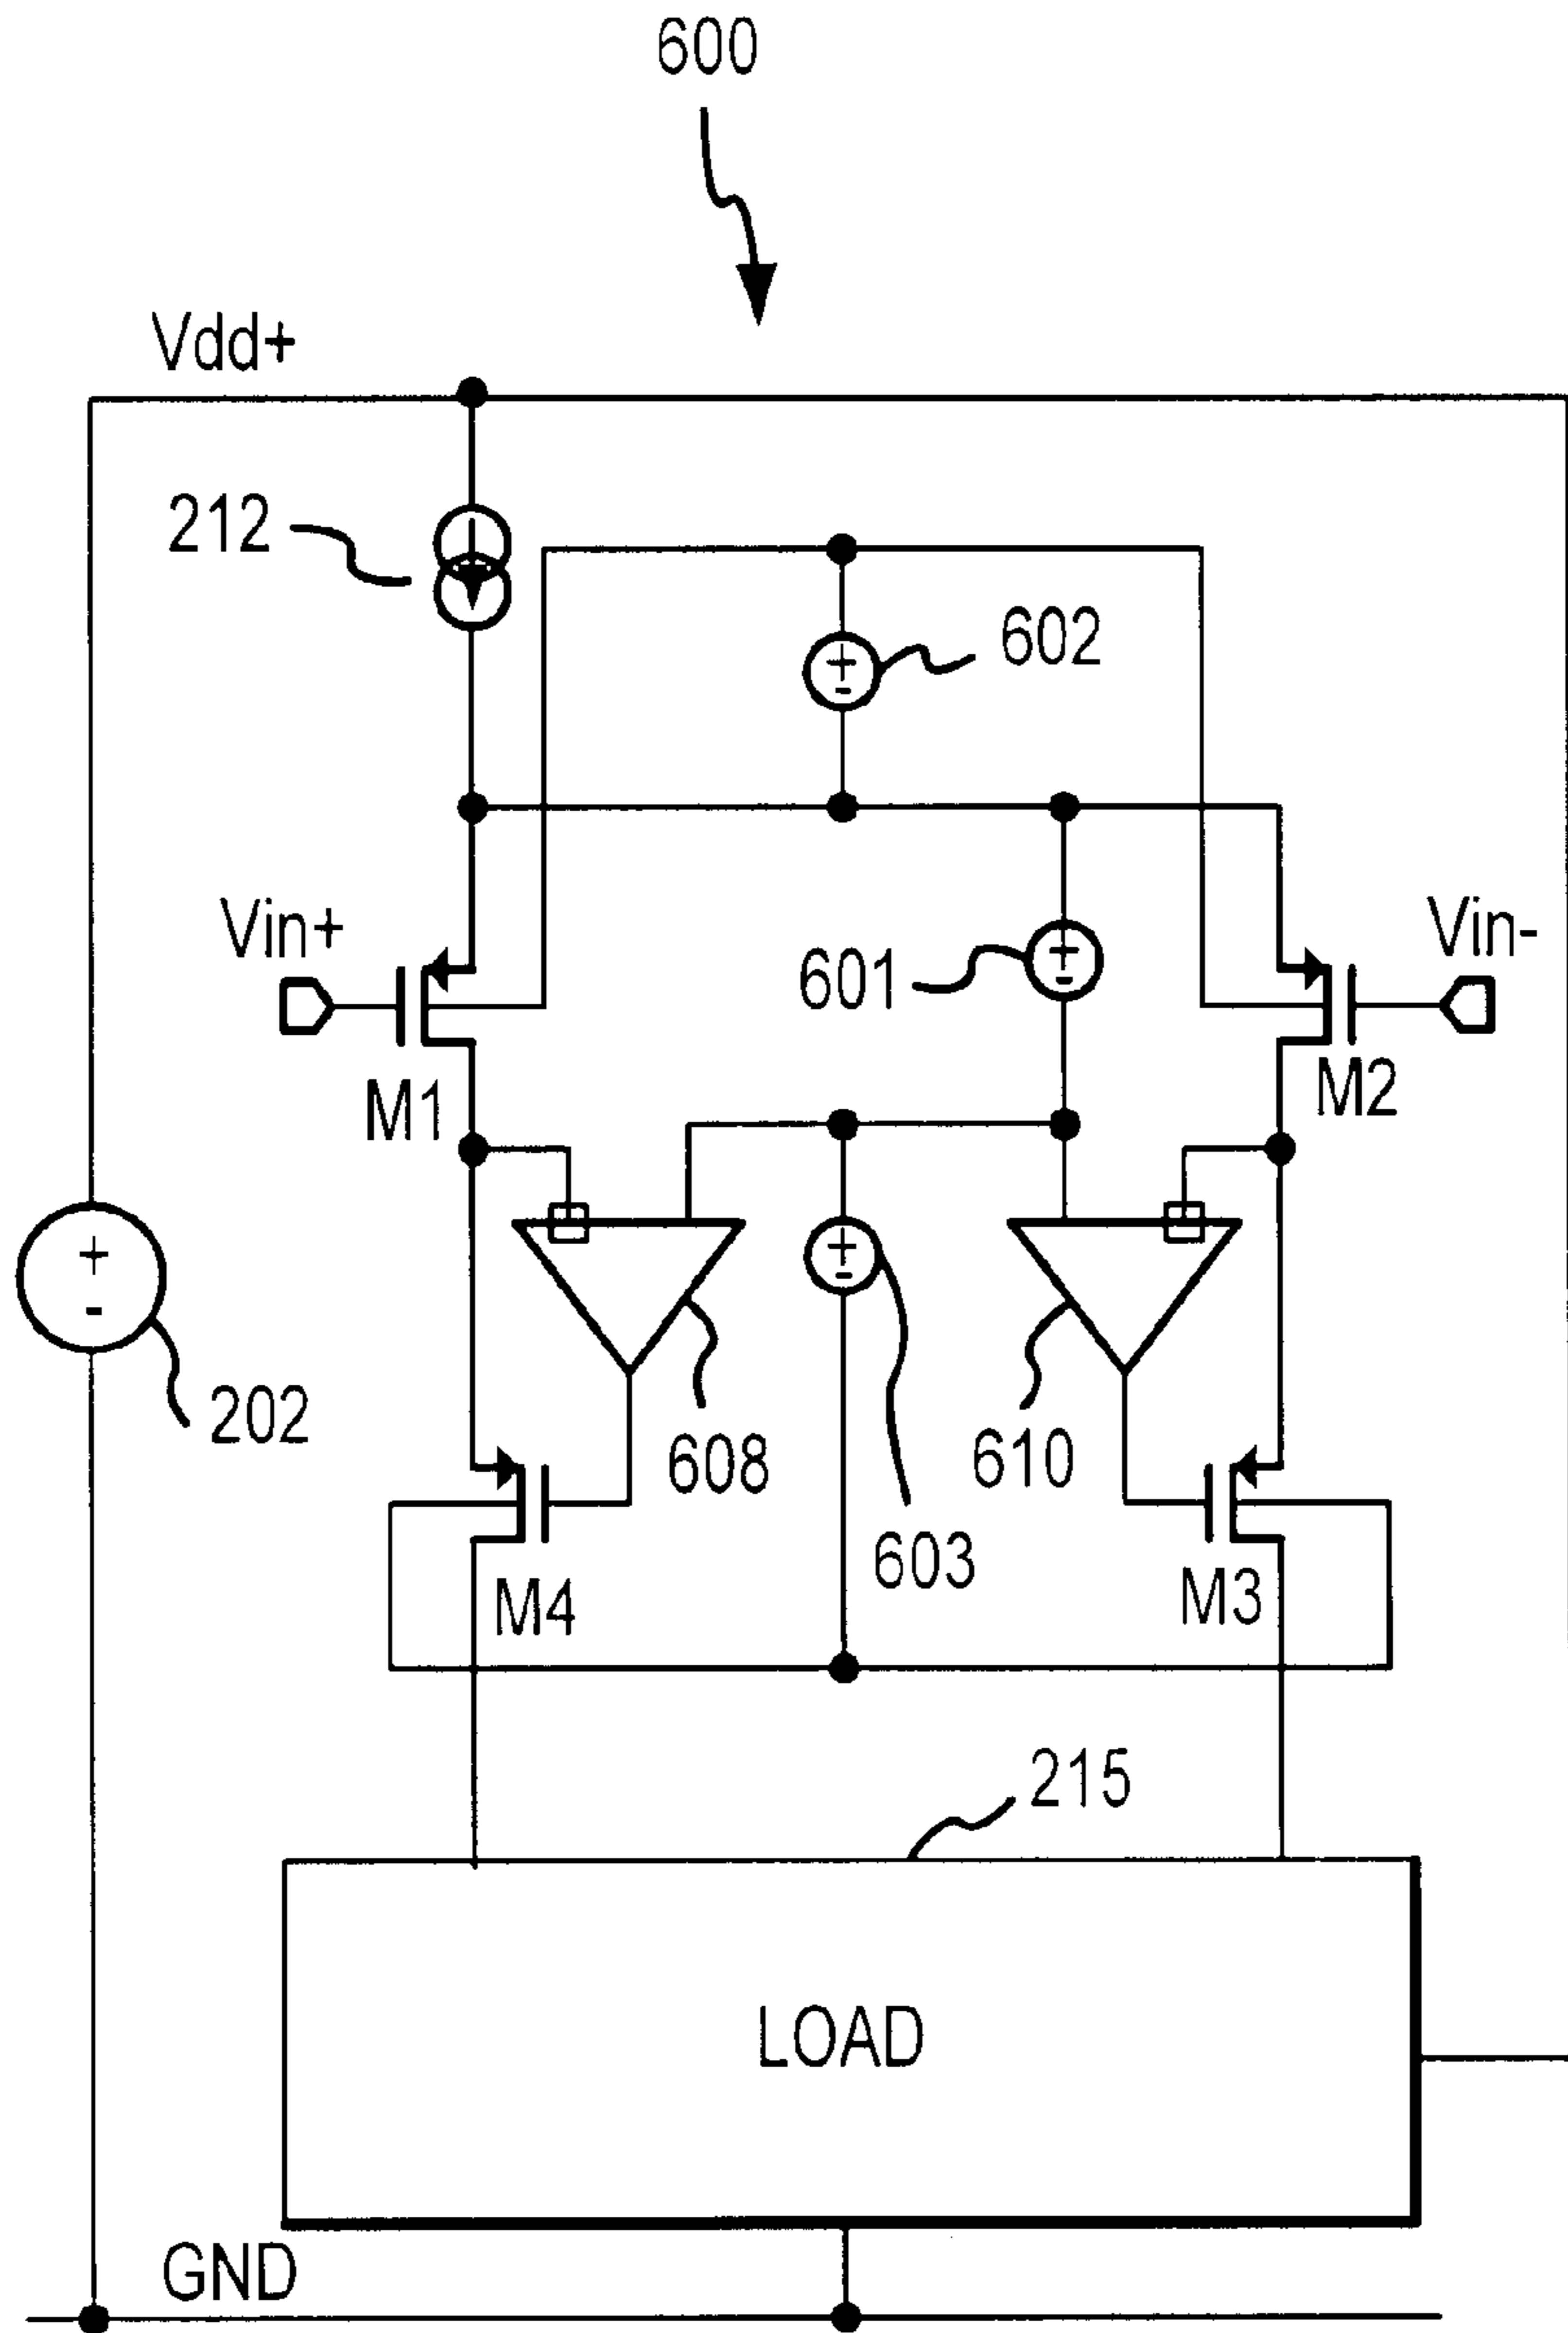 600
Vdd+
212
602
Vin+
601
Vin-
M1
M2
+
-
202
608
610
603
M4
M3
215
LOAD
GND